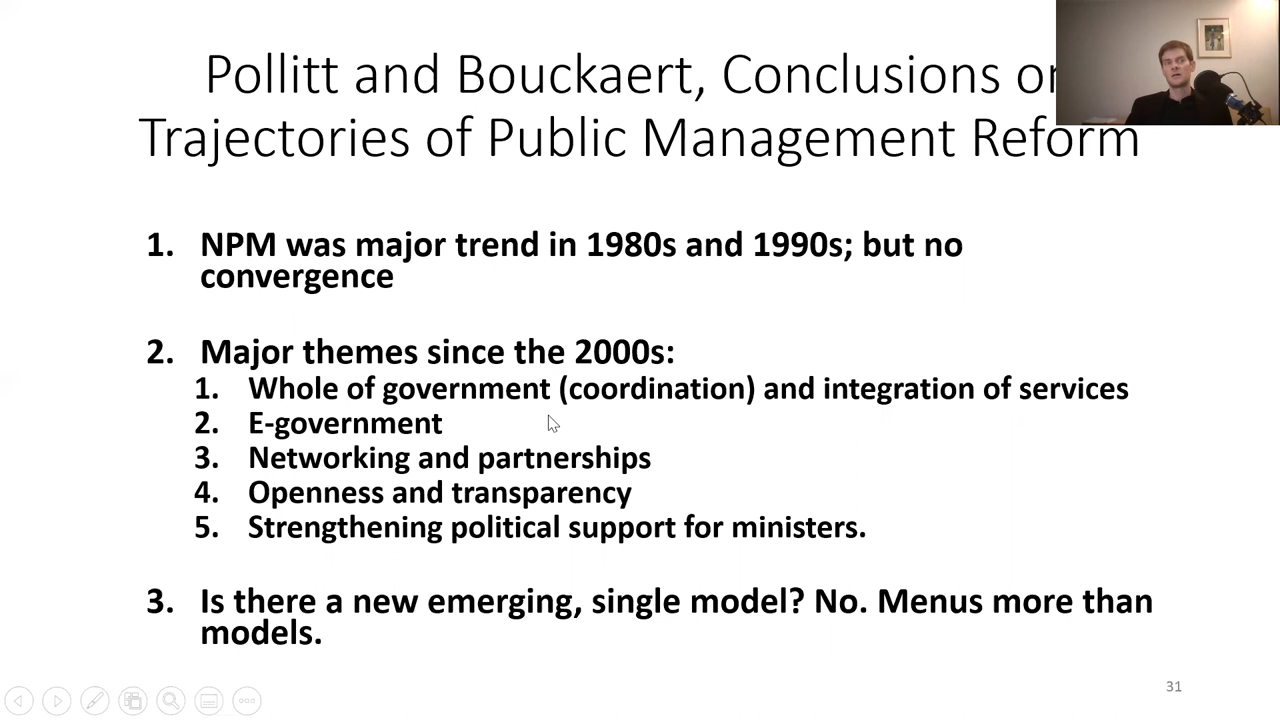 Pollitt and Bouckaert, Conclusions on
Trajectories of Public Management Reform
1. NPM was major trend in 1980s and 1990s; but no
convergence
2. Major themes since the 2000s:
1. Whole of government (coordination) and integration of services
2. E-government
3. Networking and partnerships
4. Openness and transparency
5. Strengthening political support for ministers.
3. Is there a new emerging, single model? No. Menus more than
models.
31